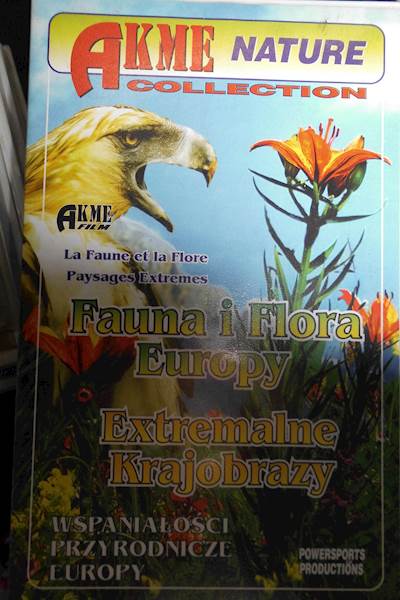 AKME NATURE
COLLECTION
AKME
FILM
La Faune et la Flore
Paysages Extremes
Fauna i Flora
Europy
Extremalne
Krajobrazy
WSPANIAŁOŚCI
PRZYRODNICZE
EUROPY
POWERSPORTS
PRODUCTIONS